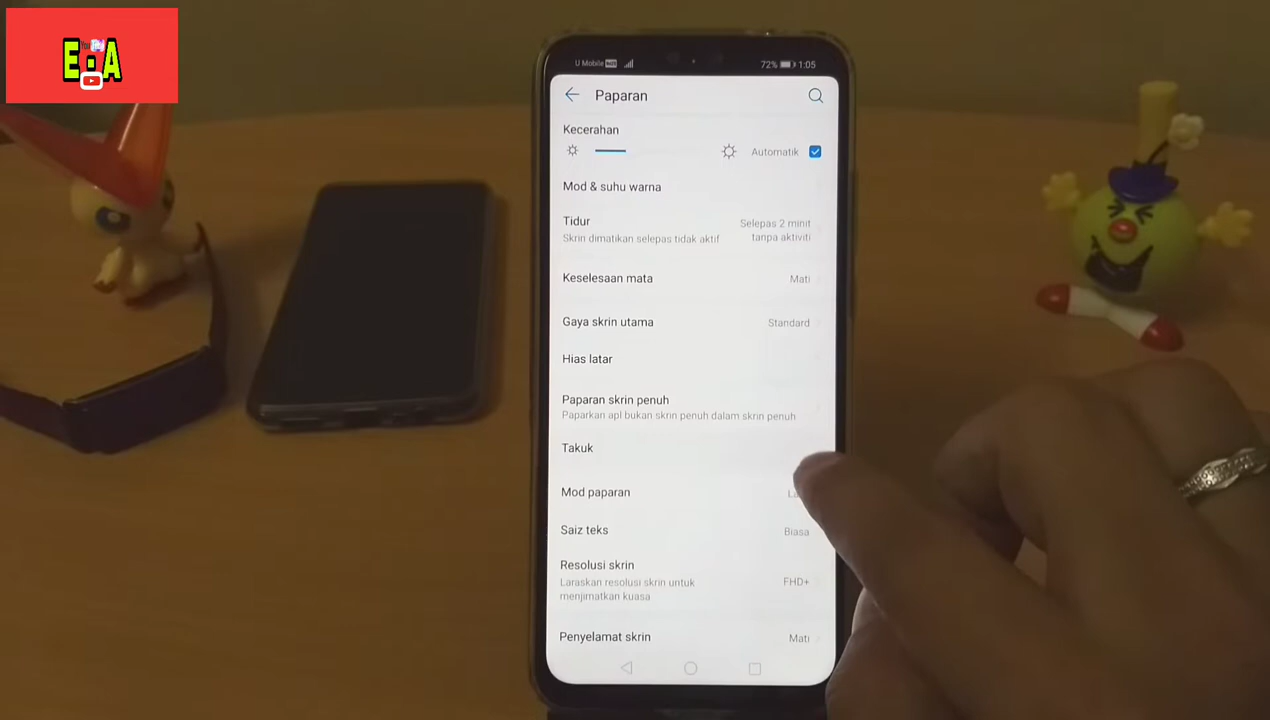 E A
U Mobile 72% 1:05
Paparan
Kecerahan
Automatik
Mod & suhu warna
Tidur
Skrin dimatikan selepas tidak aktif
Selepas 2 minit
tanpa aktiviti
Keselesaan mata Mati
Gaya skrin utama Standard
Hias latar
Paparan skrin penuh
Paparkan apl bukan skrin penuh dalam skrin penuh
Takuk
Mod paparan
Saiz teks Biasa
Resolusi skrin
Laraskan resolusi skrin untuk
menjimatkan kuasa
FHD+
Penyelamat skrin Mati